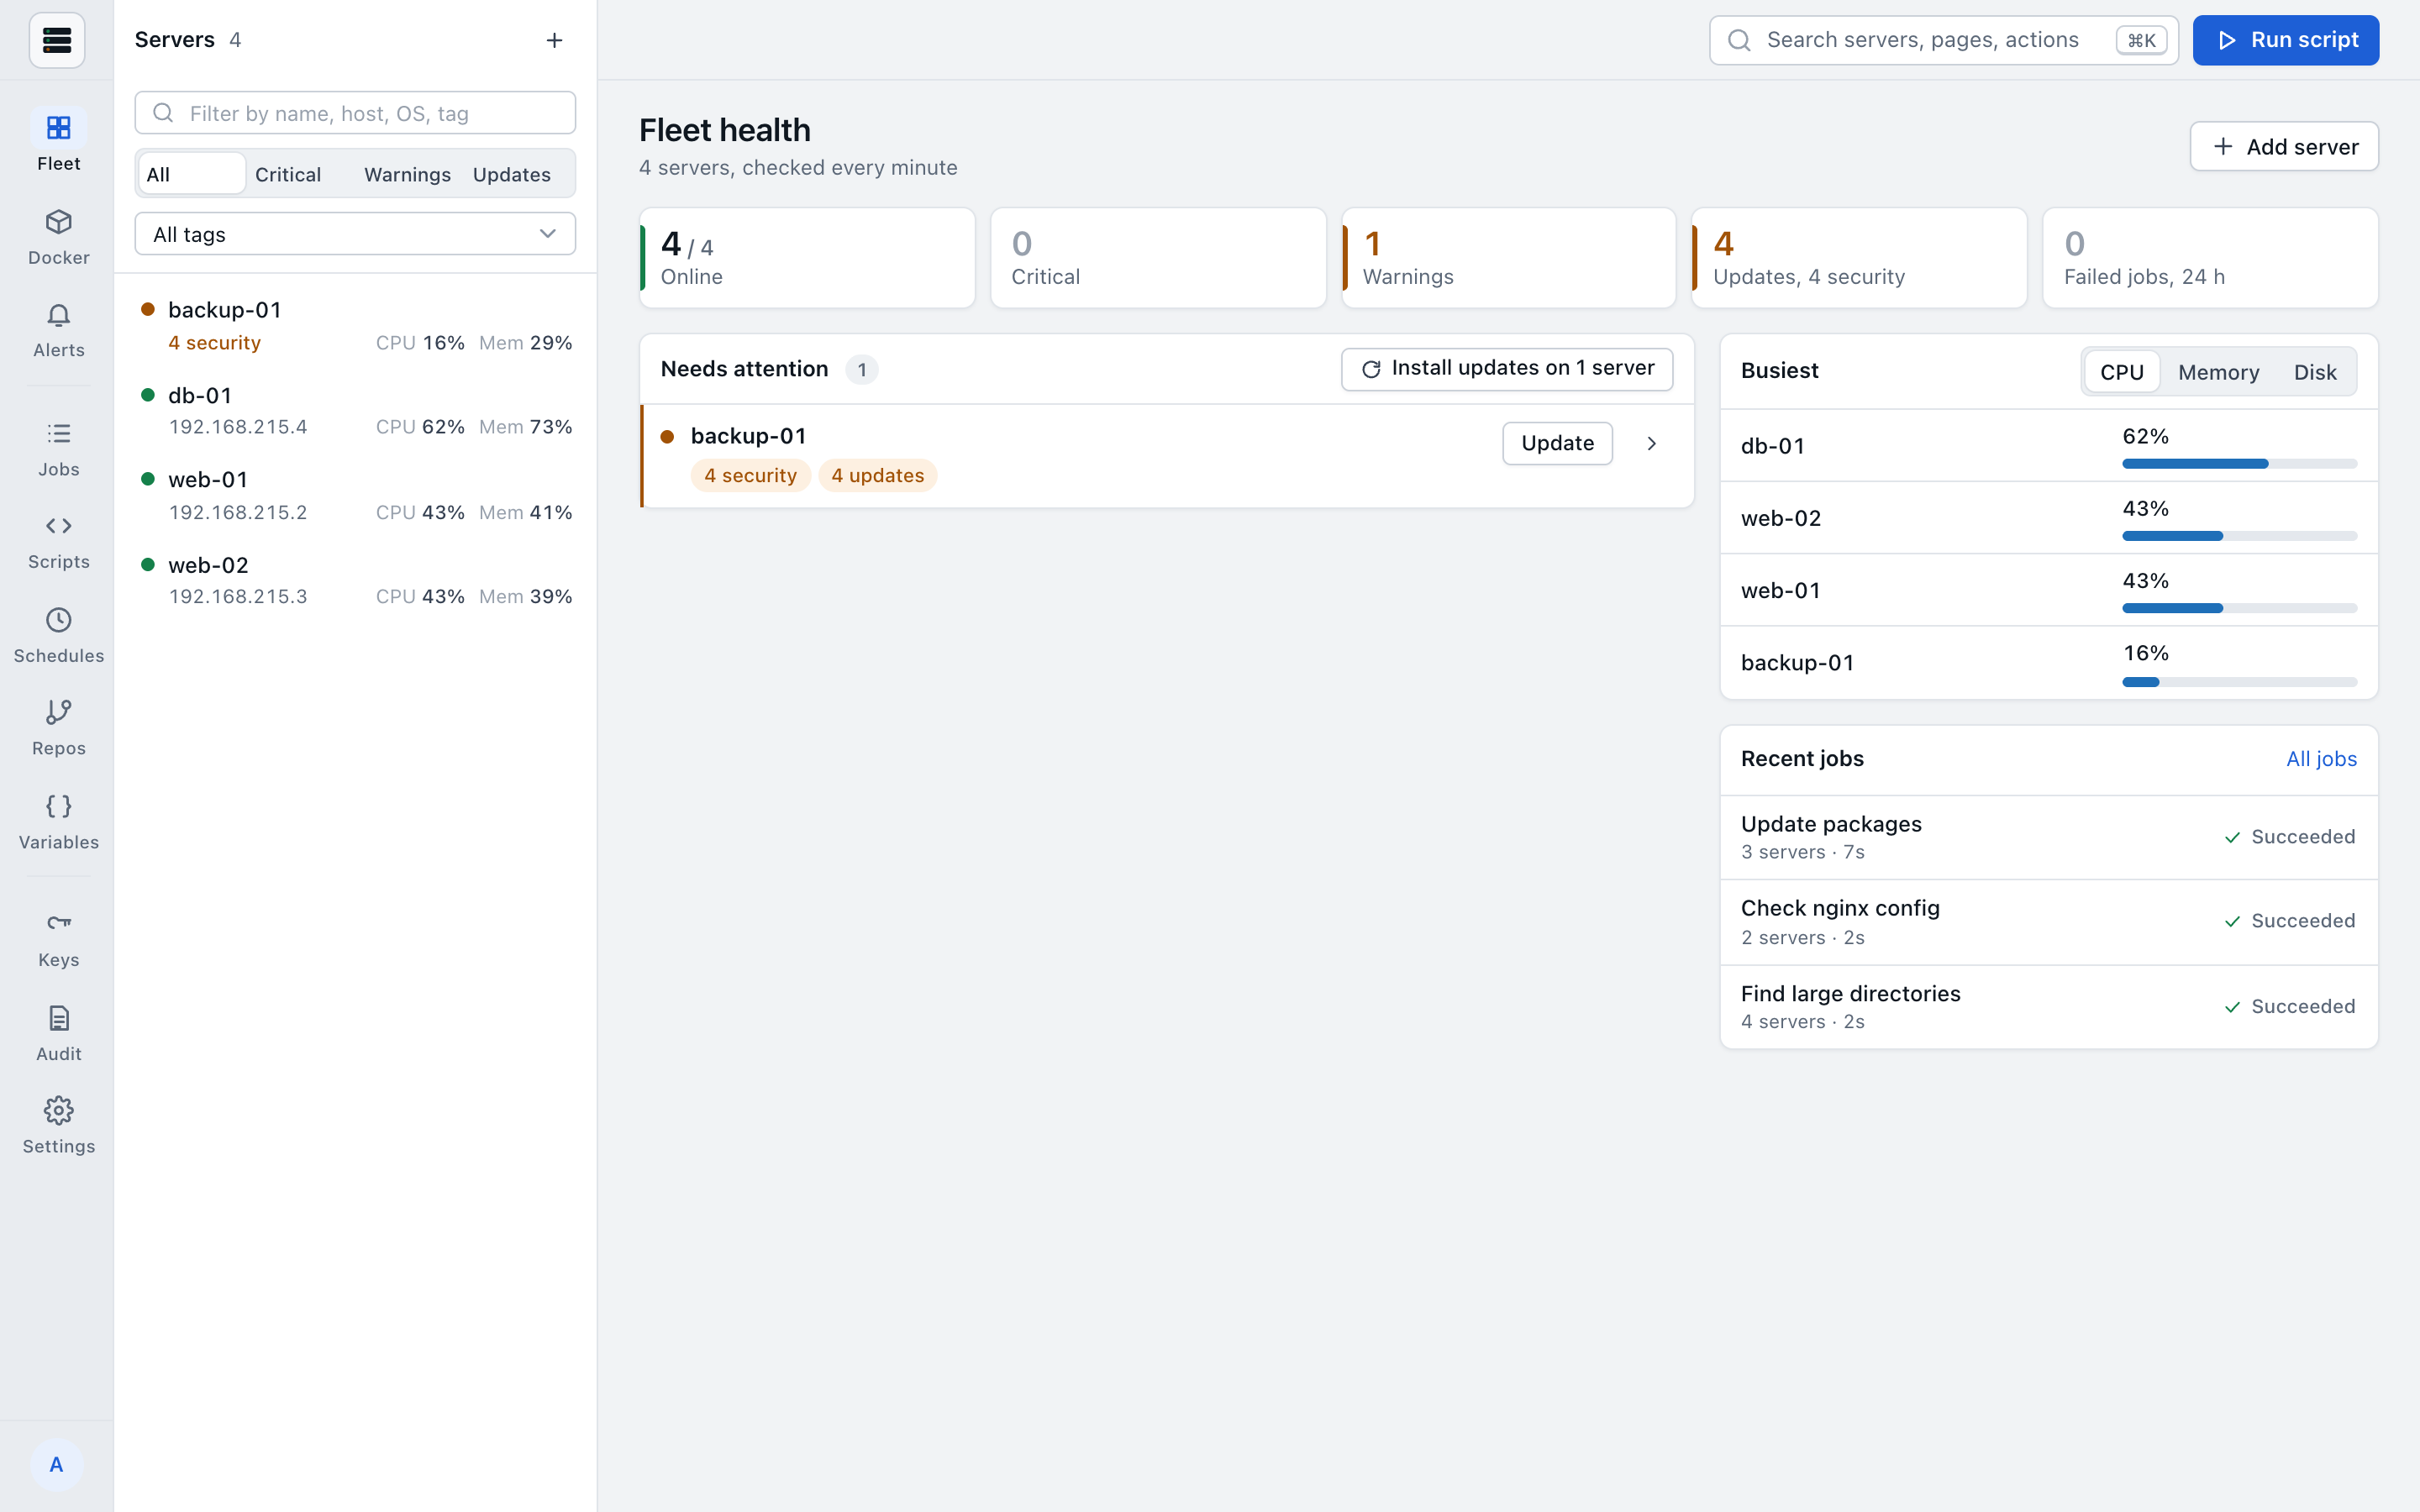 Servers 4
Search servers, pages, actions ⌘K
Run script
Fleet
Docker
Alerts
Jobs
Scripts
Schedules
Repos
Variables
Keys
Audit
Settings
A
Filter by name, host, OS, tag
All Critical Warnings Updates
All tags
backup-01
4 security CPU 16% Mem 29%
db-01
192.168.215.4 CPU 62% Mem 73%
web-01
192.168.215.2 CPU 43% Mem 41%
web-02
192.168.215.3 CPU 43% Mem 39%
Fleet health
4 servers, checked every minute
Add server
4 / 4
Online
0
Critical
1
Warnings
4
Updates, 4 security
0
Failed jobs, 24 h
Needs attention 1
Install updates on 1 server
backup-01
4 security 4 updates
Update
Busiest
CPU Memory Disk
db-01 62%
web-02 43%
web-01 43%
backup-01 16%
Recent jobs All jobs
Update packages
3 servers · 7s
Succeeded
Check nginx config
2 servers · 2s
Succeeded
Find large directories
4 servers · 2s
Succeeded